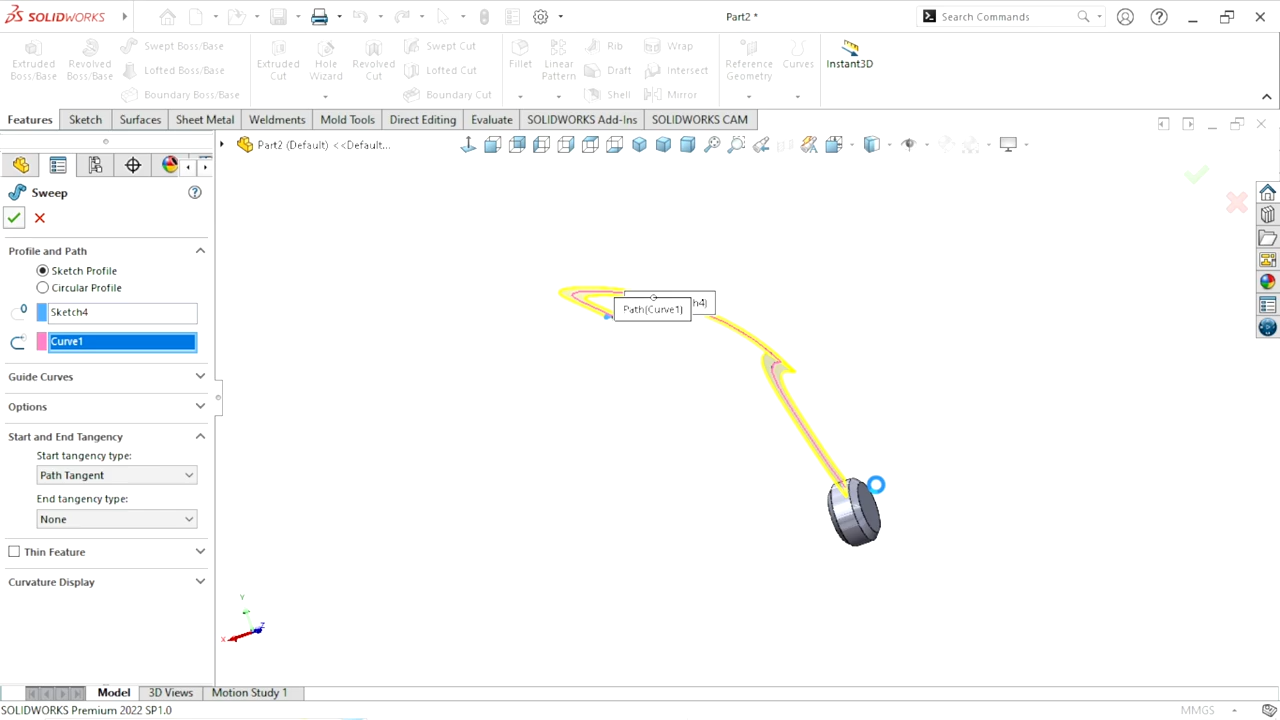 SOLIDWORKS
Part2 *
Search Commands
Extruded Boss/Base
Revolved Boss/Base
Swept Boss/Base
Lofted Boss/Base
Boundary Boss/Base
Extruded Cut
Hole Wizard
Revolved Cut
Swept Cut
Lofted Cut
Boundary Cut
Fillet
Linear Pattern
Rib
Draft
Shell
Wrap
Intersect
Mirror
Reference Geometry
Curves
Instant3D
Features
Sketch
Surfaces
Sheet Metal
Weldments
Mold Tools
Direct Editing
Evaluate
SOLIDWORKS Add-Ins
SOLIDWORKS CAM
Part2 (Default) <<Default...
Sweep
Profile and Path
Sketch Profile
Circular Profile
Sketch4
Curve1
Guide Curves
Options
Start and End Tangency
Start tangency type:
Path Tangent
End tangency type:
None
Thin Feature
Curvature Display
h4)
Path(Curve1)
Y
X
Z
Model
3D Views
Motion Study 1
SOLIDWORKS Premium 2022 SP1.0
MMGS